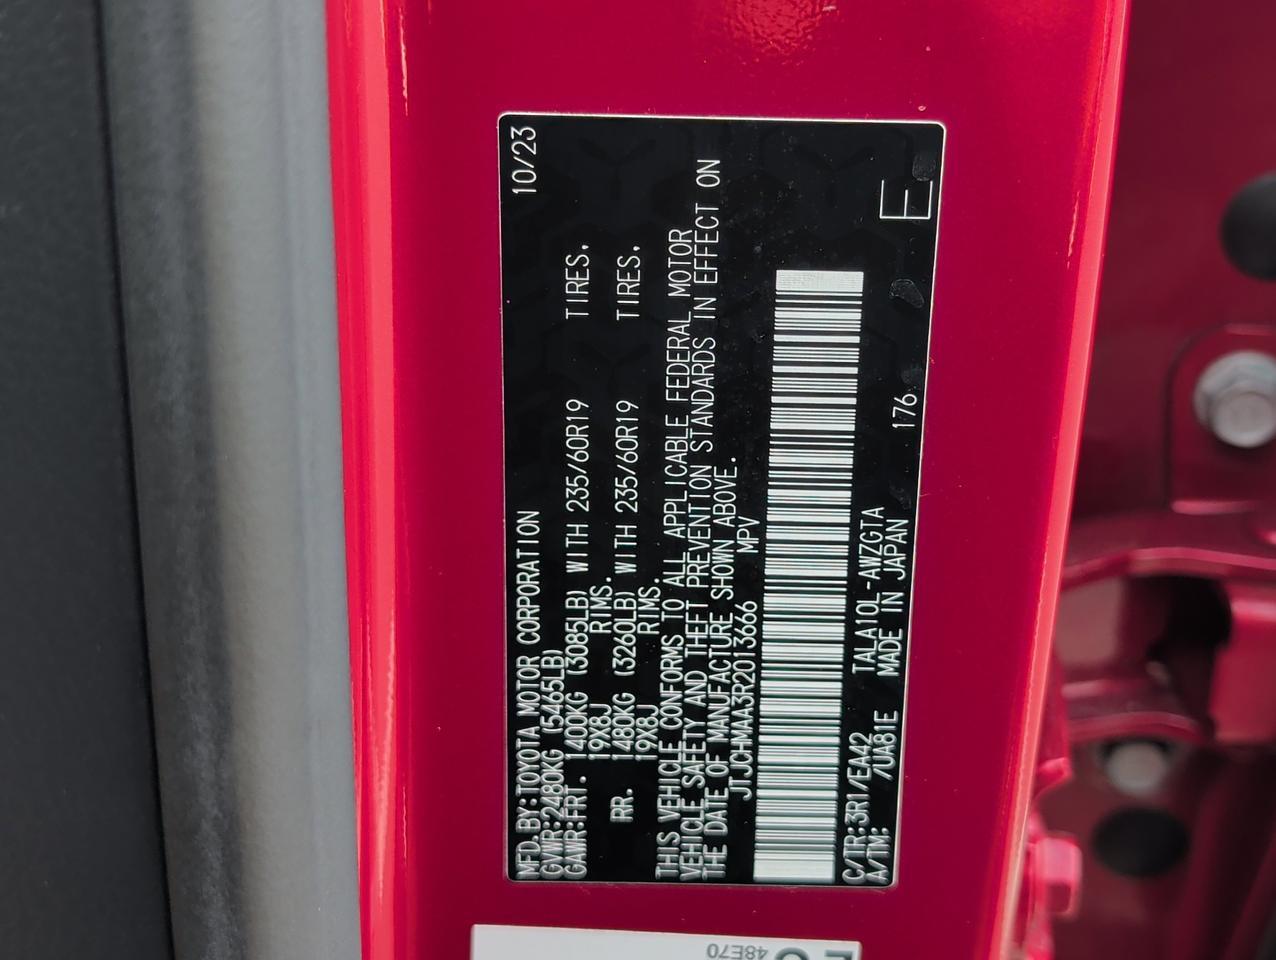 MFD.BY:TOYOTA MOTOR CORPORATION 10/23
GVWR:2480KG (5465LB)
GAWR:FRT. 1400KG (3085LB) WITH 235/60R19 TIRES.
19X8J RIMS.
RR. 1480KG (3260LB) WITH 235/60R19 TIRES.
19X8J RIMS.
THIS VEHICLE CONFORMS TO ALL APPLICABLE FEDERAL MOTOR
VEHICLE SAFETY AND THEFT PREVENTION STANDARDS IN EFFECT ON
THE DATE OF MANUFACTURE SHOWN ABOVE.
JTJCHMAA3R2013666 MPV
C/TR:3R1/EA42 TALA10L-AWZGTA 176 E
A/TM: /UA81E MADE IN JAPAN
48E70